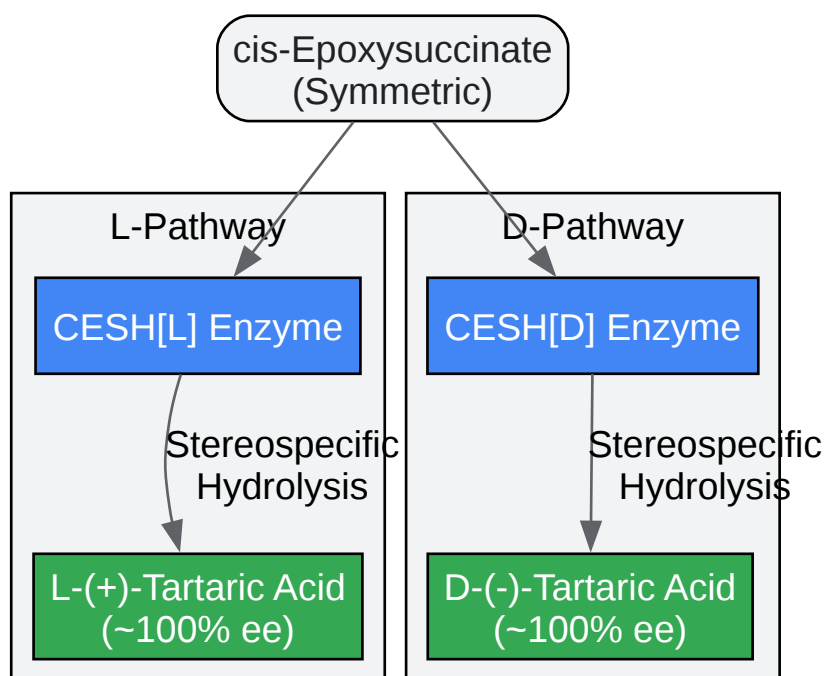 cis-Epoxysuccinate
(Symmetric)
L-Pathway
CESH[L] Enzyme
Stereospecific
Hydrolysis
L-(+)-Tartaric Acid
(~100% ee)
D-Pathway
CESH[D] Enzyme
Stereospecific
Hydrolysis
D-(-)-Tartaric Acid
(~100% ee)